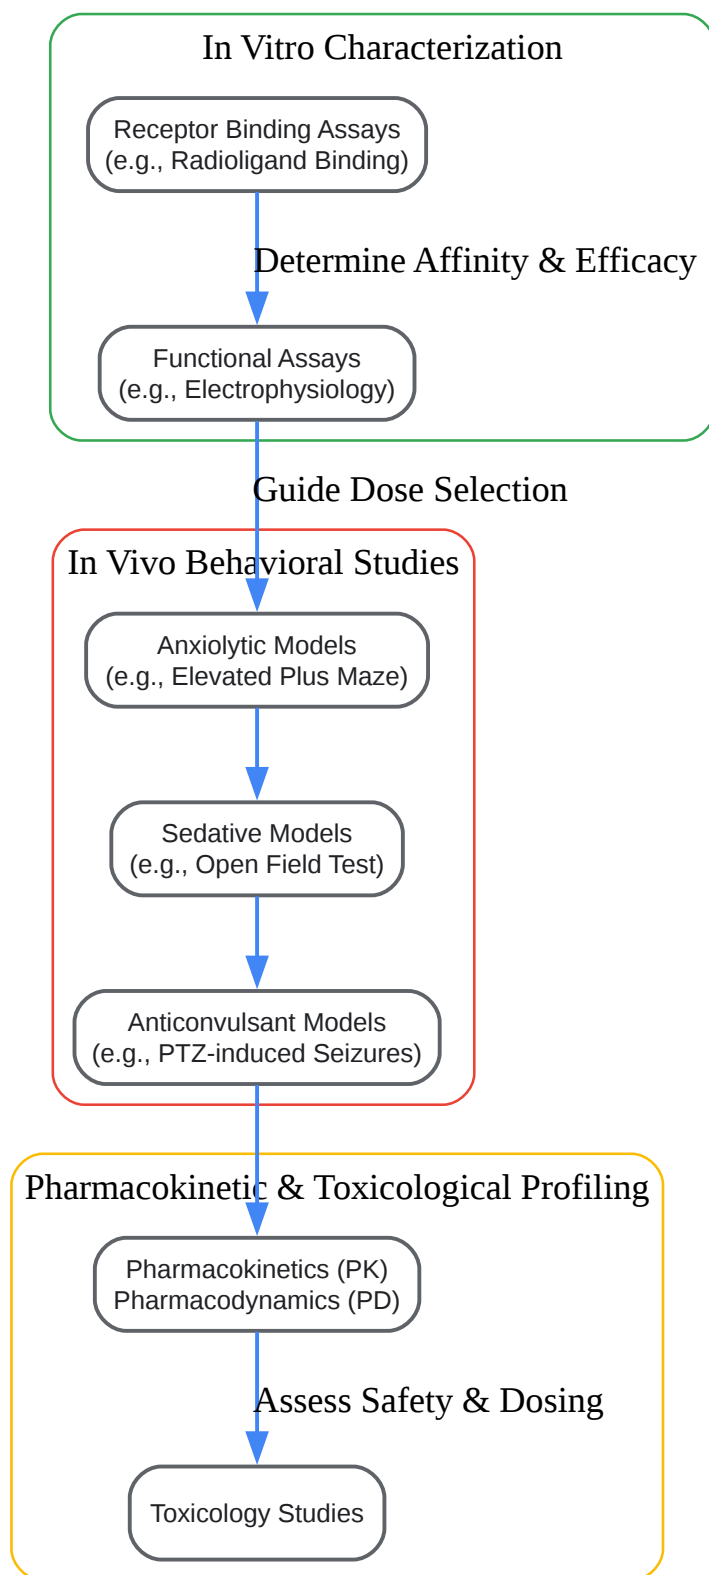 In Vitro Characterization
Receptor Binding Assays
(e.g., Radioligand Binding)
Determine Affinity & Efficacy
Functional Assays
(e.g., Electrophysiology)
Guide Dose Selection
In Vivo Behavioral Studies
Anxiolytic Models
(e.g., Elevated Plus Maze)
Sedative Models
(e.g., Open Field Test)
Anticonvulsant Models
(e.g., PTZ-induced Seizures)
Pharmacokinetic & Toxicological Profiling
Pharmacokinetics (PK)
Pharmacodynamics (PD)
Assess Safety & Dosing
Toxicology Studies